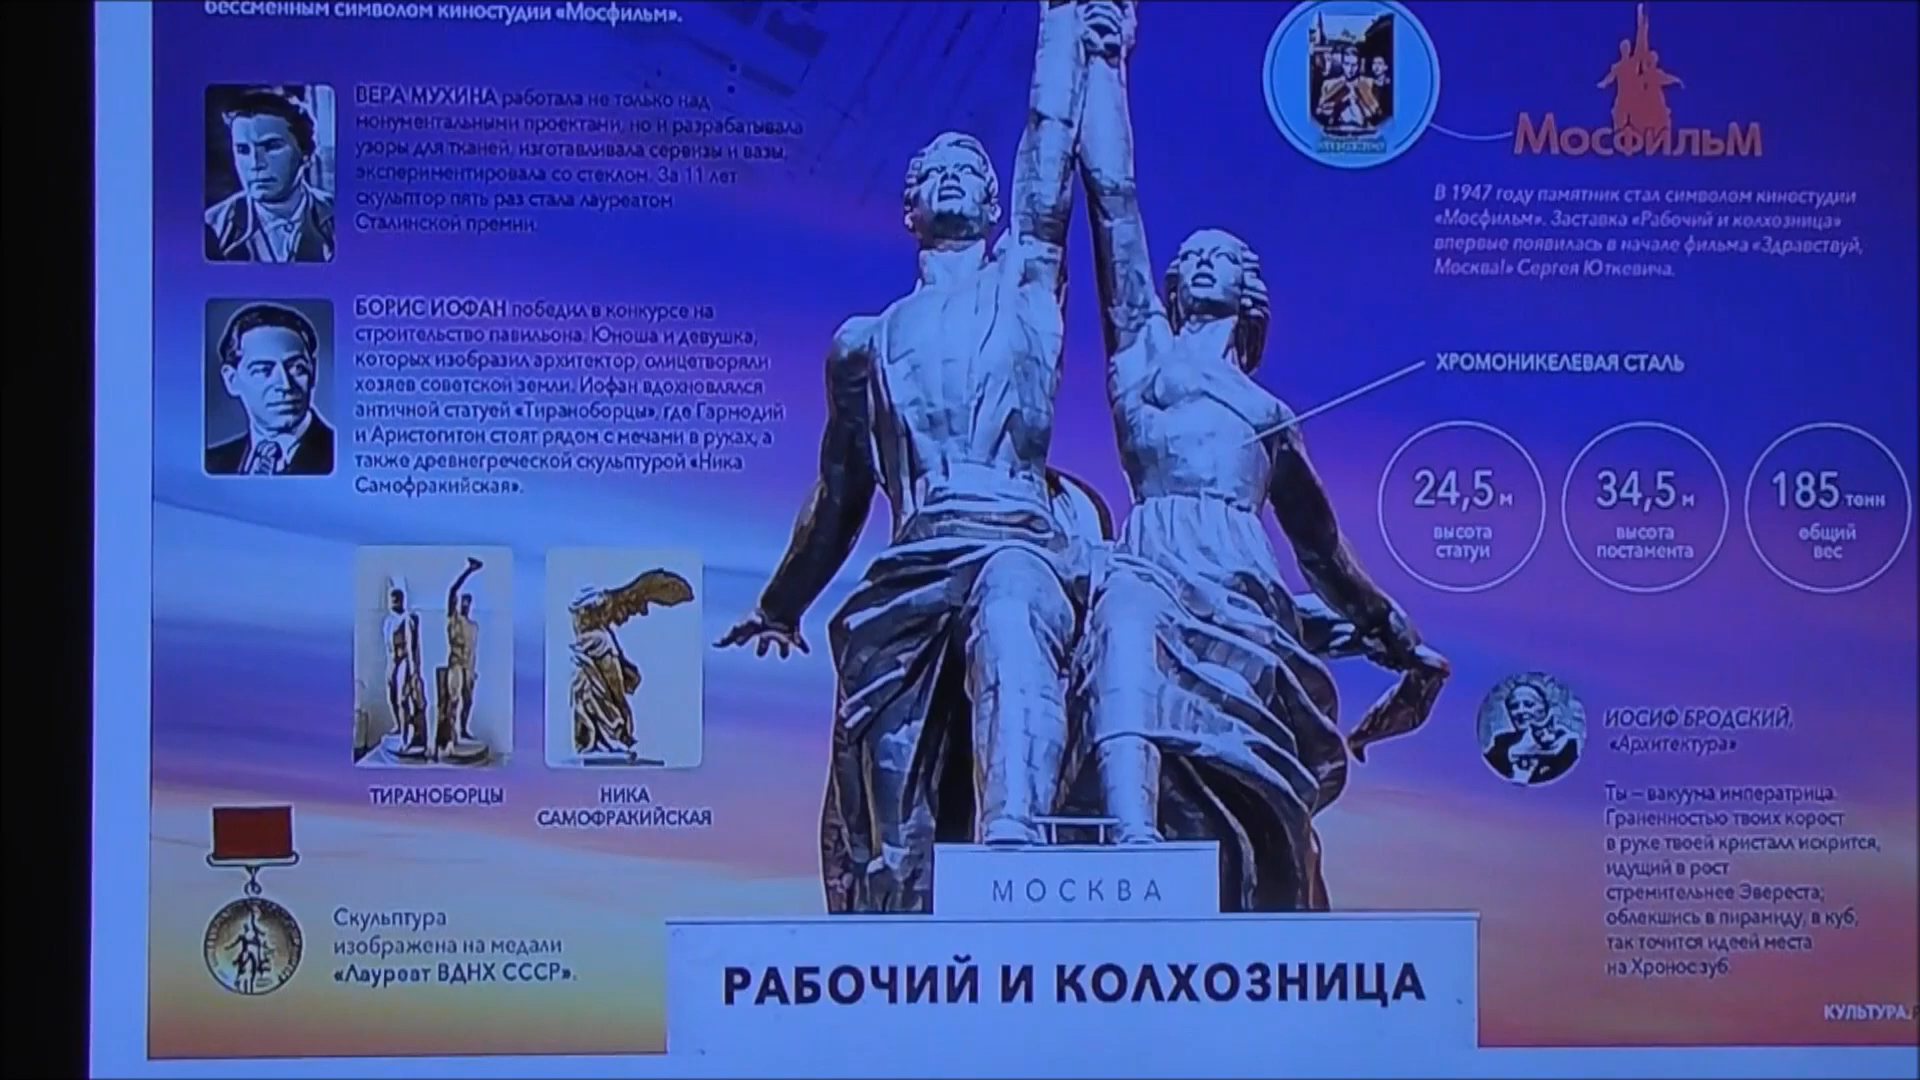 бессменным символом киностудии «Мосфильм».
ВЕРА МУХИНА работала не только над
монументальными проектами, но и разрабатывала
узоры для тканей, изготавливала сервизы и вазы,
экспериментировала со стеклом. За 11 лет
скульптор пять раз стала лауреатом
Сталинской премии.
БОРИС ИОФАН победил в конкурсе на
строительство павильона. Юноша и девушка,
которых изобразил архитектор, олицетворяли
хозяев советской земли. Иофан вдохновлялся
античной статуей «Тираноборцы», где Гармодий
и Аристогитон стоят рядом с мечами в руках, а
также древнегреческой скульптурой «Ника
Самофракийская».
ТИРАНОБОРЦЫ
НИКА
САМОФРАКИЙСКАЯ
Скульптура
изображена на медали
«Лауреат ВДНХ СССР».
МОСФИЛЬМ
В 1947 году памятник стал символом киностудии
«Мосфильм». Заставка «Рабочий и колхозница»
впервые появилась в начале фильма «Здравствуй,
Москва!» Сергея Юткевича.
ХРОМОНИКЕЛЕВАЯ СТАЛЬ
24,5 м
высота
статуи
34,5 м
высота
постамента
185 тонн
общий
вес
ИОСИФ БРОДСКИЙ,
«Архитектура»
Ты – вакуума императрица.
Граненностью твоих корост
в руке твоей кристалл искрится,
идущий в рост
стремительнее Эвереста;
облекшись в пирамиду, в куб,
так точится идеей места
на Хронос зуб.
МОСКВА
РАБОЧИЙ И КОЛХОЗНИЦА
КУЛЬТУРА.